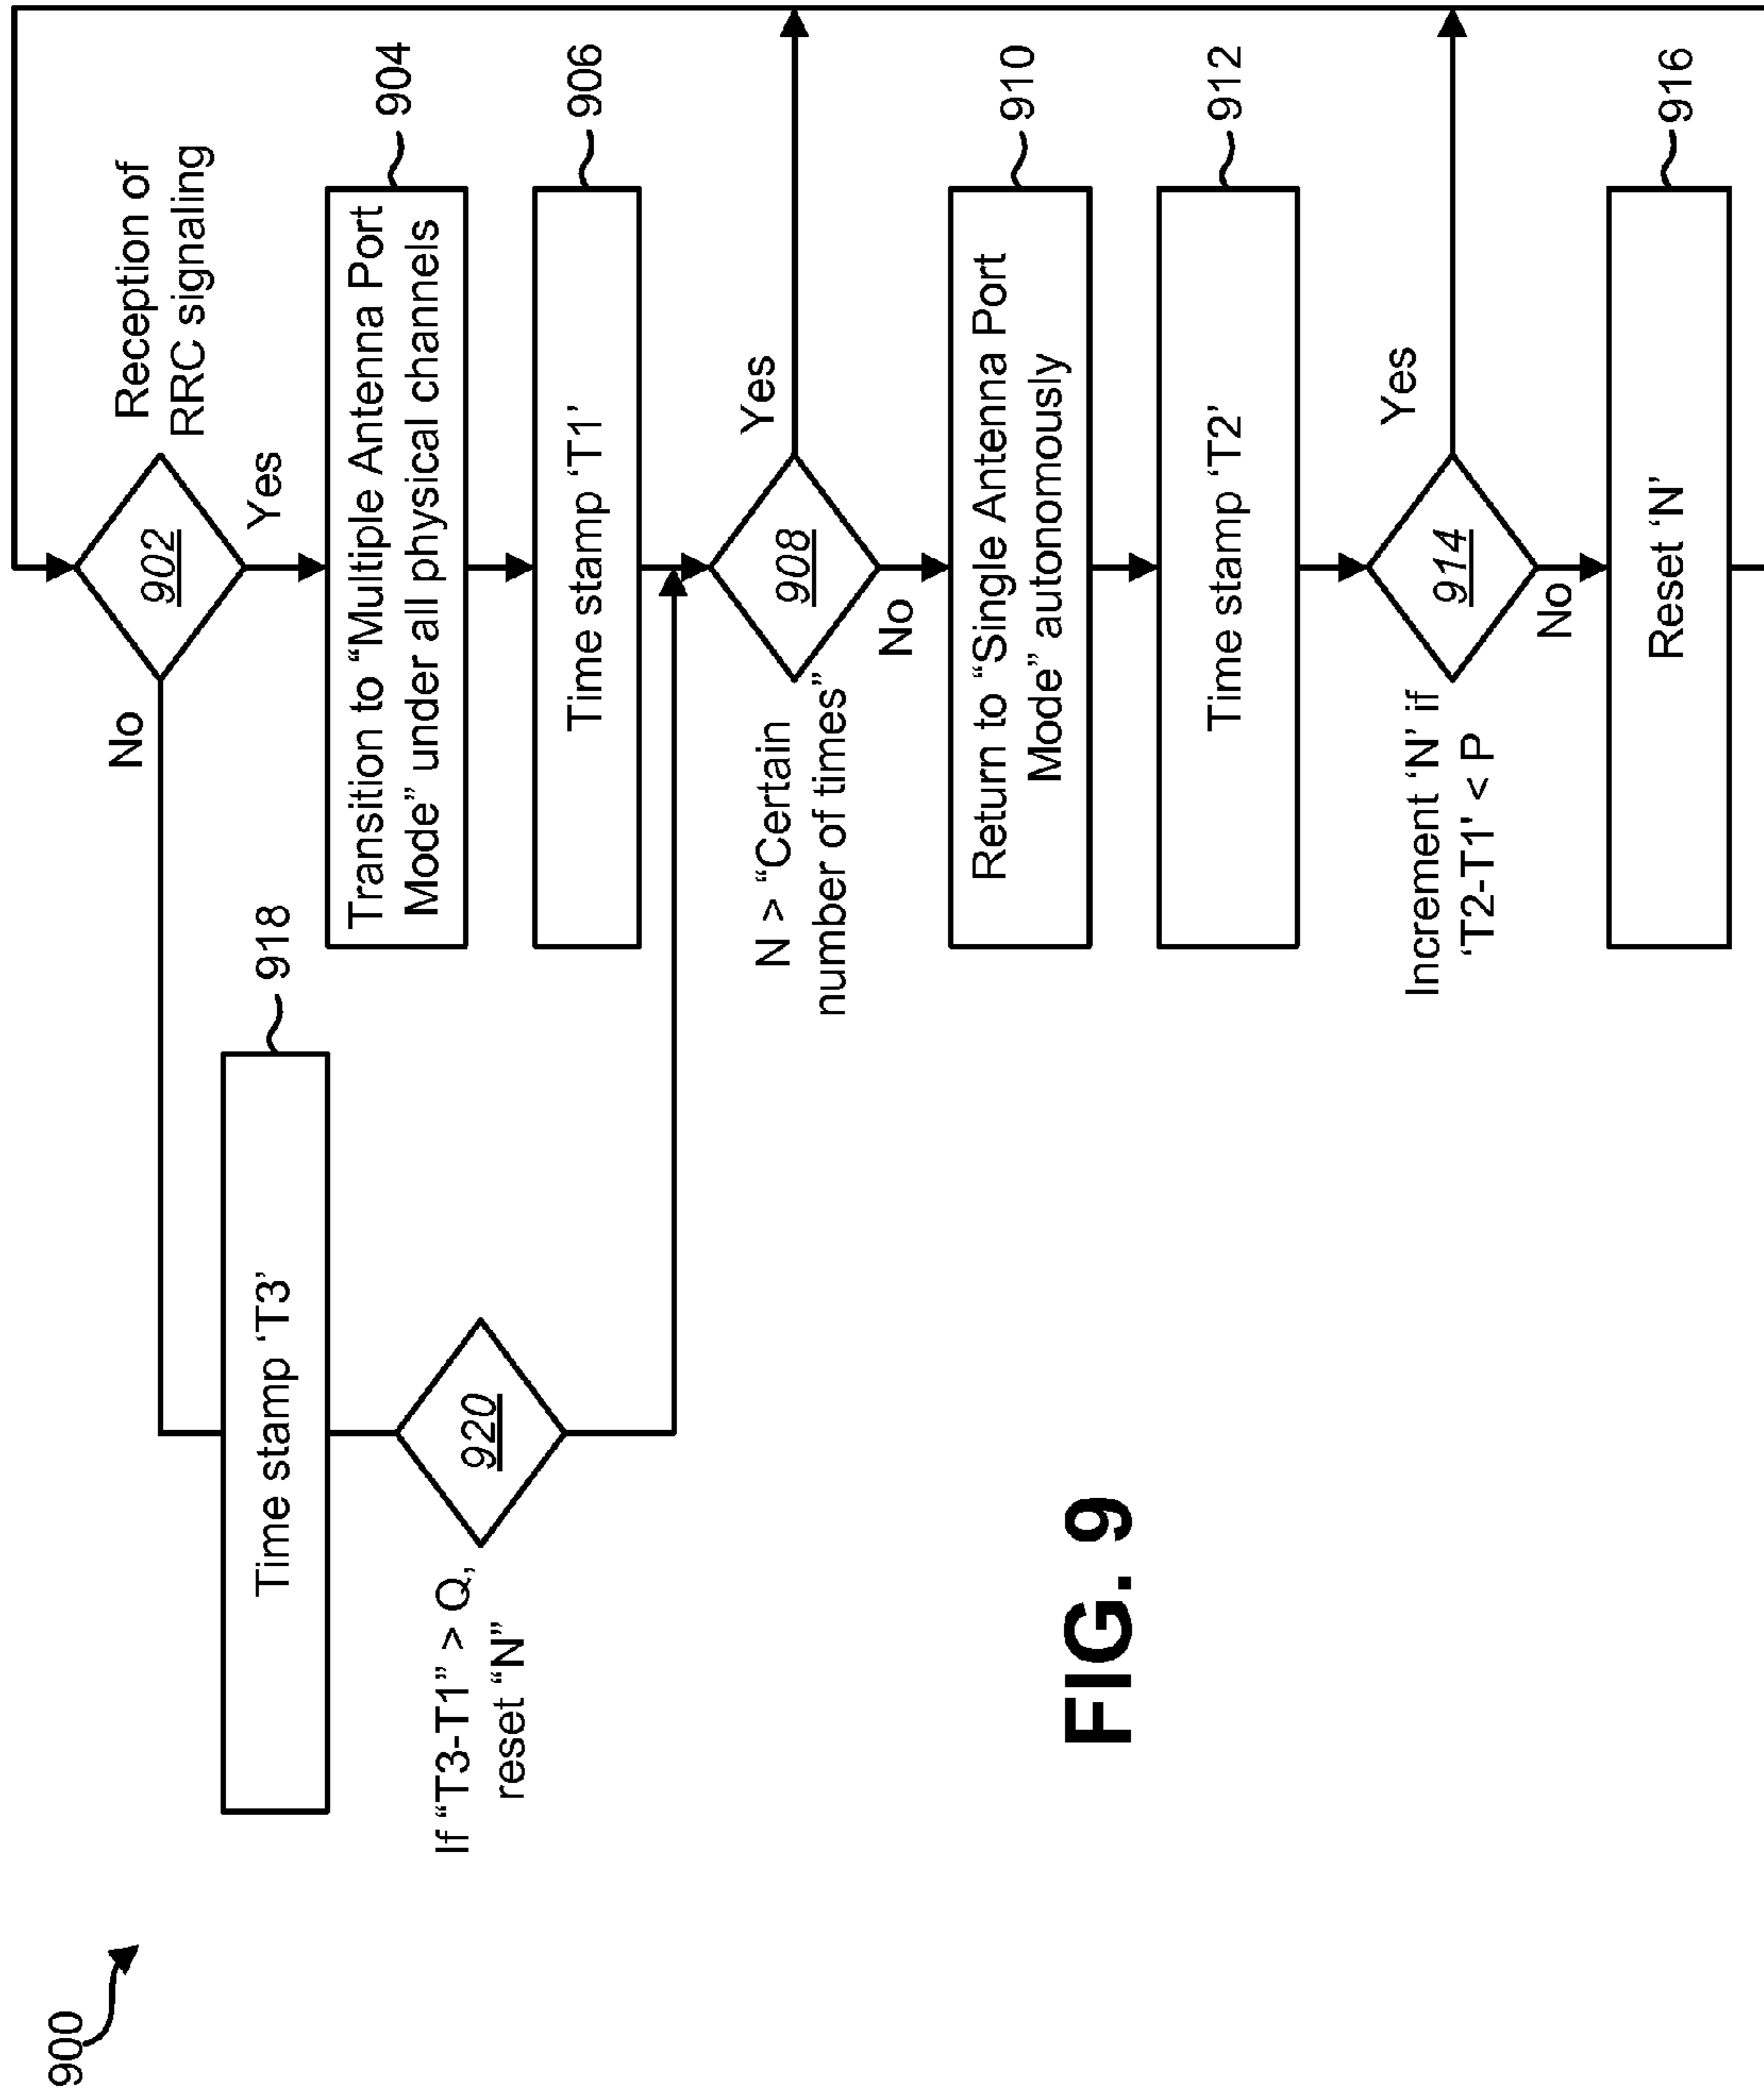 900
Reception of
RRC signaling
902
No
Yes
Time stamp ‘T3’
918
Transition to “Multiple Antenna Port
Mode” under all physical channels
904
If “T3-T1” > Q,
reset “N”
920
Time stamp ‘T1’
906
N > “Certain
number of times”
908
Yes
No
Return to “Single Antenna Port
Mode” autonomously
910
Time stamp ‘T2’
912
Increment ‘N’ if
‘T2-T1' < P
914
Yes
No
Reset ‘N’
916
FIG. 9